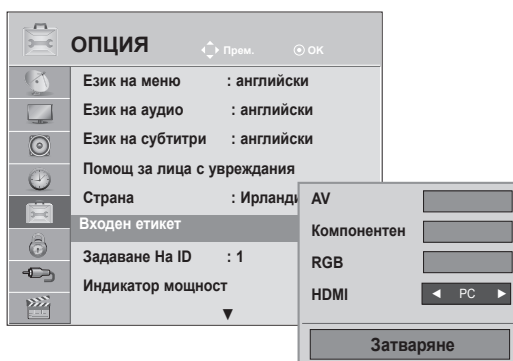 ОПЦИЯ Прем. OK
Език на меню : английски
Език на аудио : английски
Език на субтитри : английски
Помощ за лица с увреждания
Страна : Ирланди
Входен етикет
Задаване На ID : 1
Индикатор мощност
▼
AV
Компонентен
RGB
HDMI ◄ PC ►
Затваряне